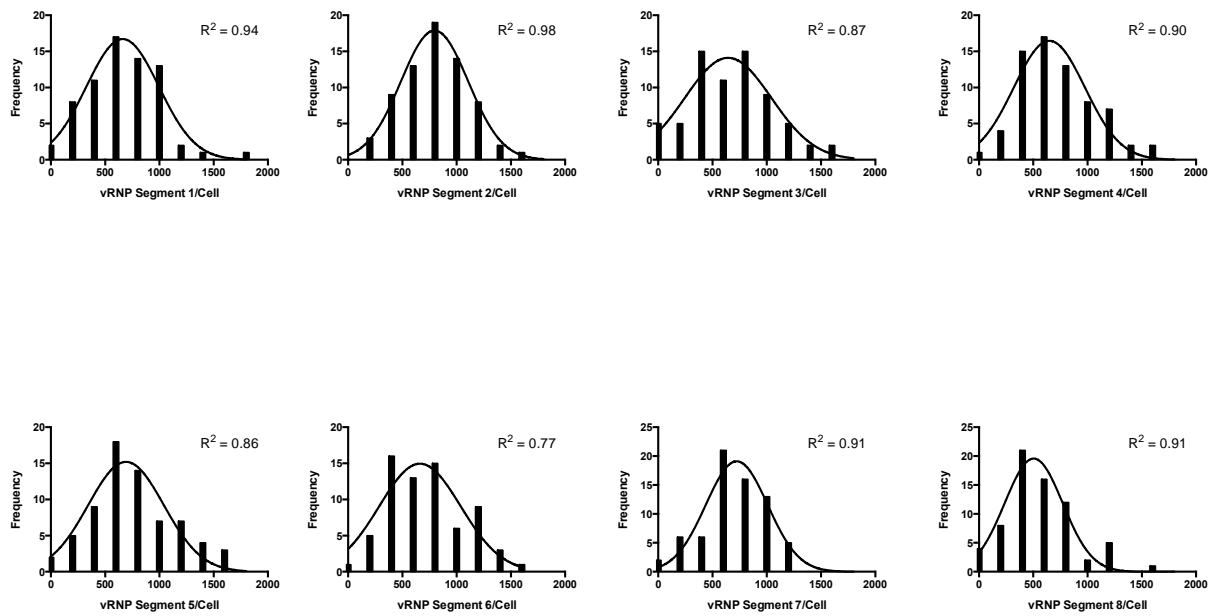 R² = 0.94
Frequency
20
15
10
5
0
0 500 1000 1500 2000
vRNP Segment 1/Cell
R² = 0.98
Frequency
20
15
10
5
0
0 500 1000 1500 2000
vRNP Segment 2/Cell
R² = 0.87
Frequency
20
15
10
5
0
0 500 1000 1500 2000
vRNP Segment 3/Cell
R² = 0.90
Frequency
20
15
10
5
0
0 500 1000 1500 2000
vRNP Segment 4/Cell
R² = 0.86
Frequency
20
15
10
5
0
0 500 1000 1500 2000
vRNP Segment 5/Cell
R² = 0.77
Frequency
20
15
10
5
0
0 500 1000 1500 2000
vRNP Segment 6/Cell
R² = 0.91
Frequency
25
20
15
10
5
0
0 500 1000 1500 2000
vRNP Segment 7/Cell
R² = 0.91
Frequency
25
20
15
10
5
0
0 500 1000 1500 2000
vRNP Segment 8/Cell